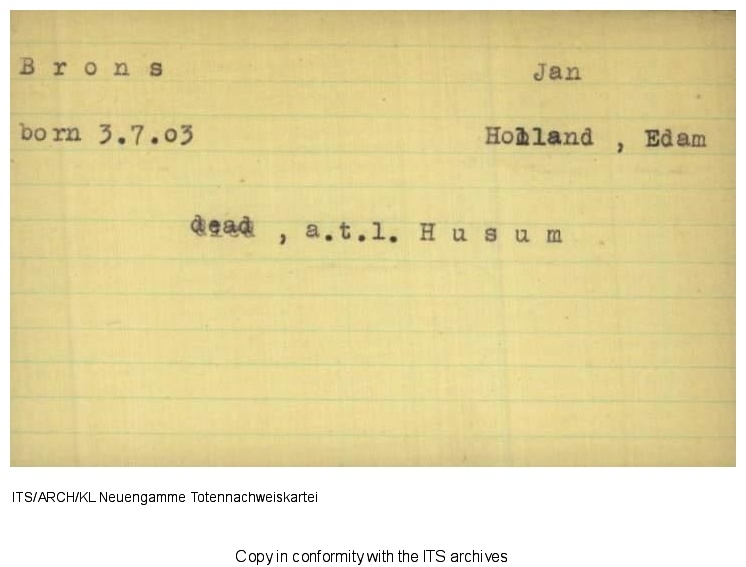 B r o n s Jan
born 3.7.03 Holland , Edam
dead , a.t.l. H u s u m
ITS/ARCH/KL Neuengamme Totennachweiskartei
Copy in conformity with the ITS archives